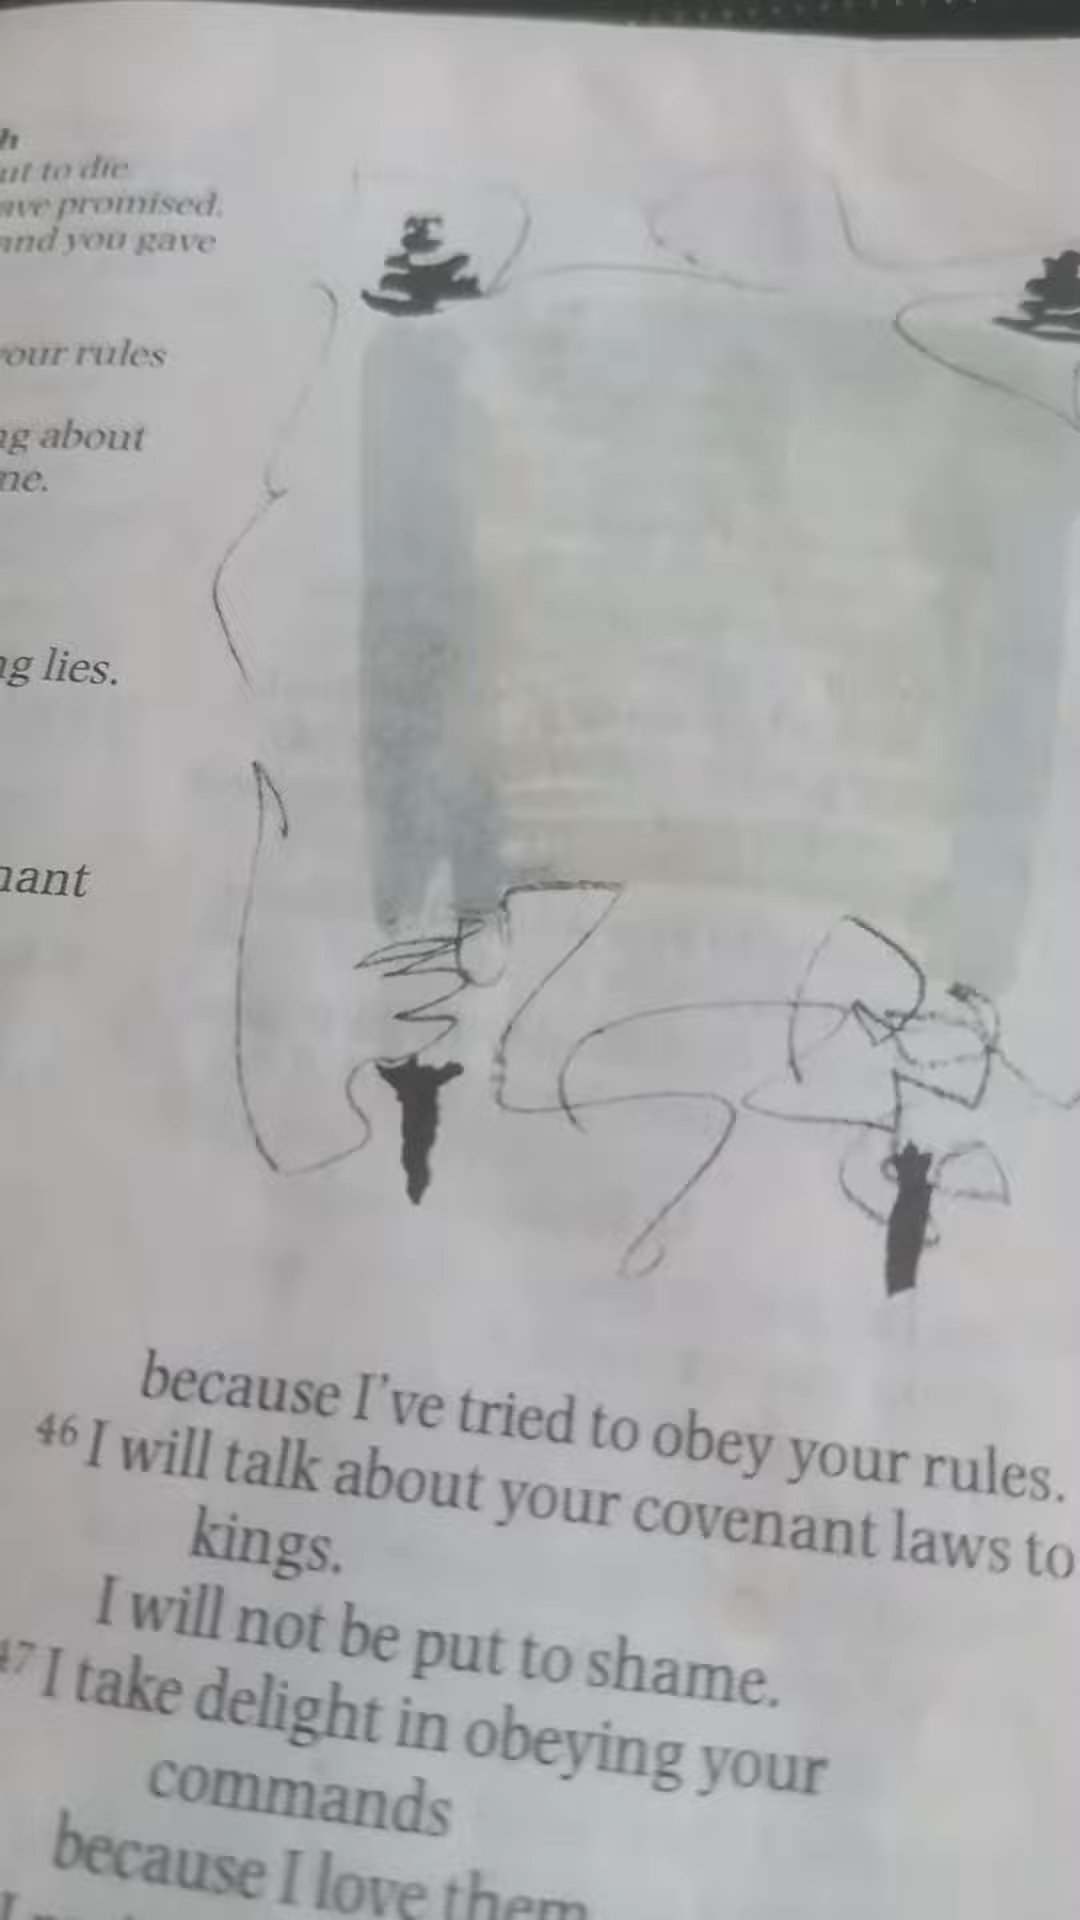 h
ut to die
ave promised.
and you gave
your rules
ng about
me.
ng lies.
nant
because I've tried to obey your rules.
46 I will talk about your covenant laws to
kings.
I will not be put to shame.
47 I take delight in obeying your
commands
because I love them